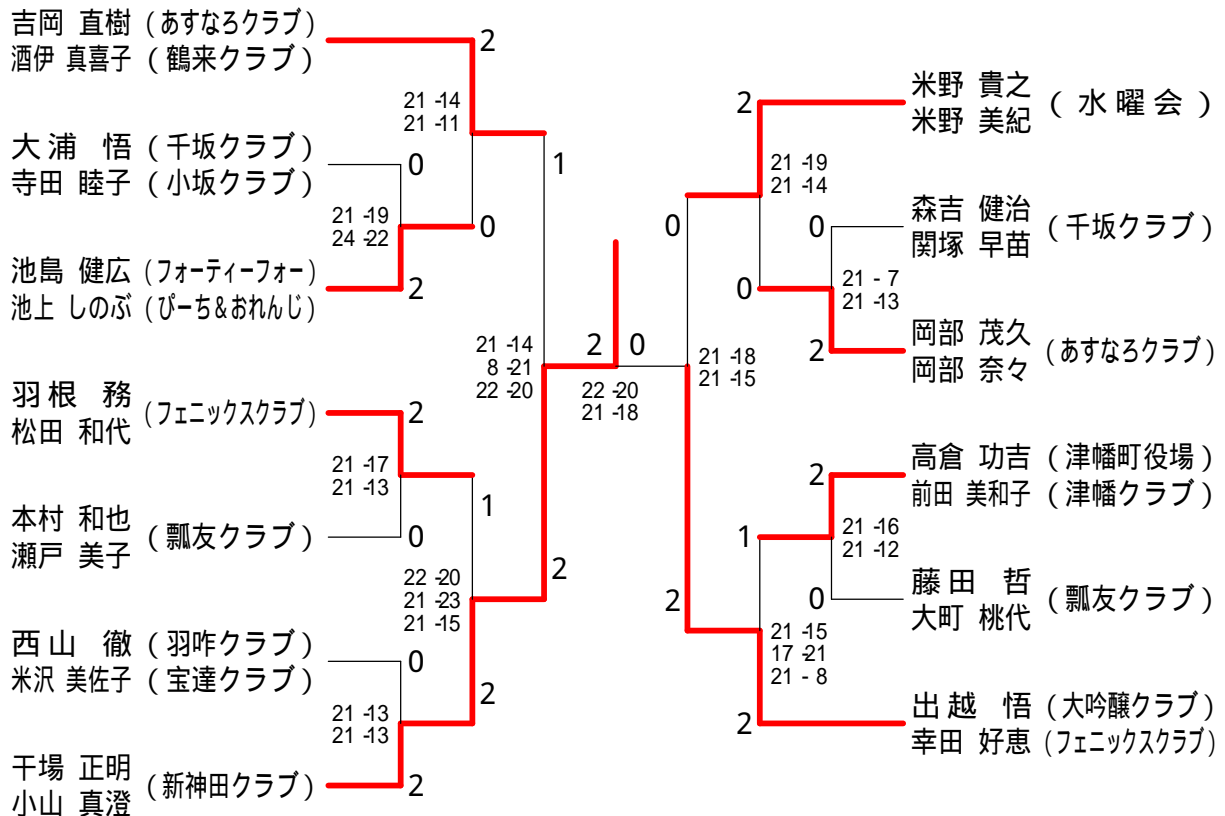 吉岡 直樹 (あすなろクラブ)
酒伊 真喜子 (鶴来クラブ)
2
21 -14
21 -11
大浦 悟 (千坂クラブ)
寺田 睦子 (小坂クラブ)
0
1
21 -19
24 -22
0
池島 健広 (フォーティーフォー)
池上 しのぶ (ぴーち&おれんじ)
2
21 -14
8 -21
22 -20
羽根 務
松田 和代
(フェニックスクラブ)
2
21 -17
21 -13
1
本村 和也
瀬戸 美子
(瓢友クラブ)
0
22 -20
21 -23
21 -15
2
西山 徹 (羽咋クラブ)
米沢 美佐子 (宝達クラブ)
0
2
21 -13
21 -13
干場 正明
小山 真澄
(新神田クラブ)
2
2 0
22 -20
21 -18
米野 貴之
米野 美紀
(水曜会)
2
21 -19
21 -14
0
森吉 健治
関塚 早苗
(千坂クラブ)
0
21 - 7
21 -13
0
岡部 茂久
岡部 奈々
(あすなろクラブ)
2
21 -18
21 -15
高倉 功吉 (津幡町役場)
前田 美和子 (津幡クラブ)
2
21 -16
21 -12
1
藤田 哲
大町 桃代
(瓢友クラブ)
0
2
21 -15
17 -21
21 - 8
出越 悟 (大吟醸クラブ)
幸田 好恵 (フェニックスクラブ)
2